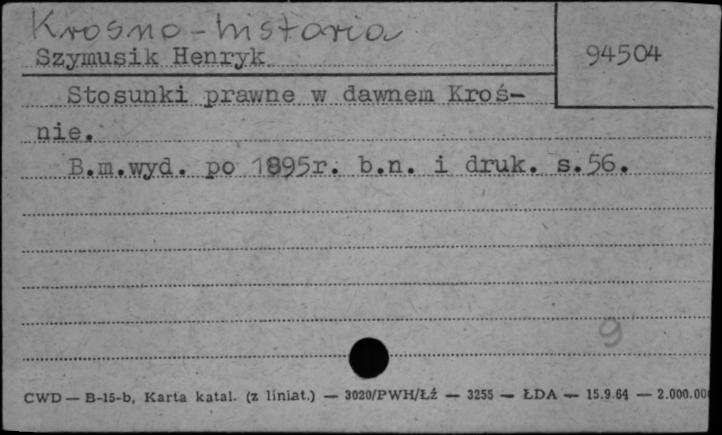 Krosno-historia
Szymusik Henryk
94504
Stosunki prawne w dawnem Kroś-
nie.
B.m.wyd. po 1895r. b.n. i druk. s.56.
9
CWD — B-15-b, Karta katal. (z liniat.) — 3020/PWH/Łź — 3255 — ŁDA — 15.9.64 — 2.000.00